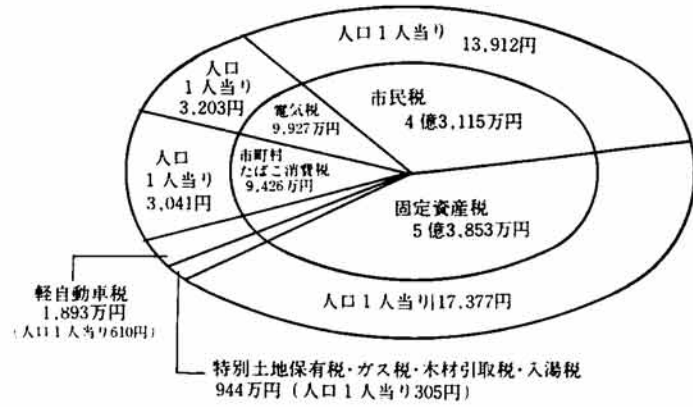 人口1人当り
13,912円
市民税
4億3,115万円
固定資産税
5億3,853万円
人口1人当り17.377円
特別土地保有税・ガス税・木材引取税・入湯税
944万円（人口1人当り305円）
軽自動車税
1,893万円
（人口1人当り610円）
市町村
たばこ消費税
9,426万円
人口
1人当り
3,041円
電気税
9,927万円
人口
1人当り
3,203円